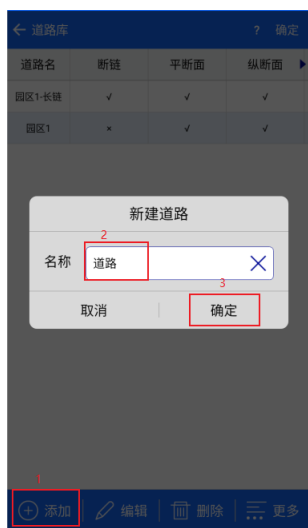 ← 道路库 ? 确定
道路名 断链 平断面 纵断面
园区1-长链 √ √ √
园区1 × √ √
新建道路
2
名称 道路
3
取消 确定
1
添加 编辑 删除 更多